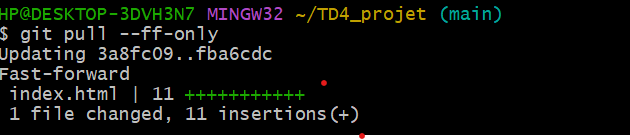 HP@DESKTOP-3DVH3N7 MINGW32 ~/TD4_projet (main)
$ git pull --ff-only
Updating 3a8fc09..fba6cdc
Fast-forward
 index.html | 11 +++++++++++
 1 file changed, 11 insertions(+)